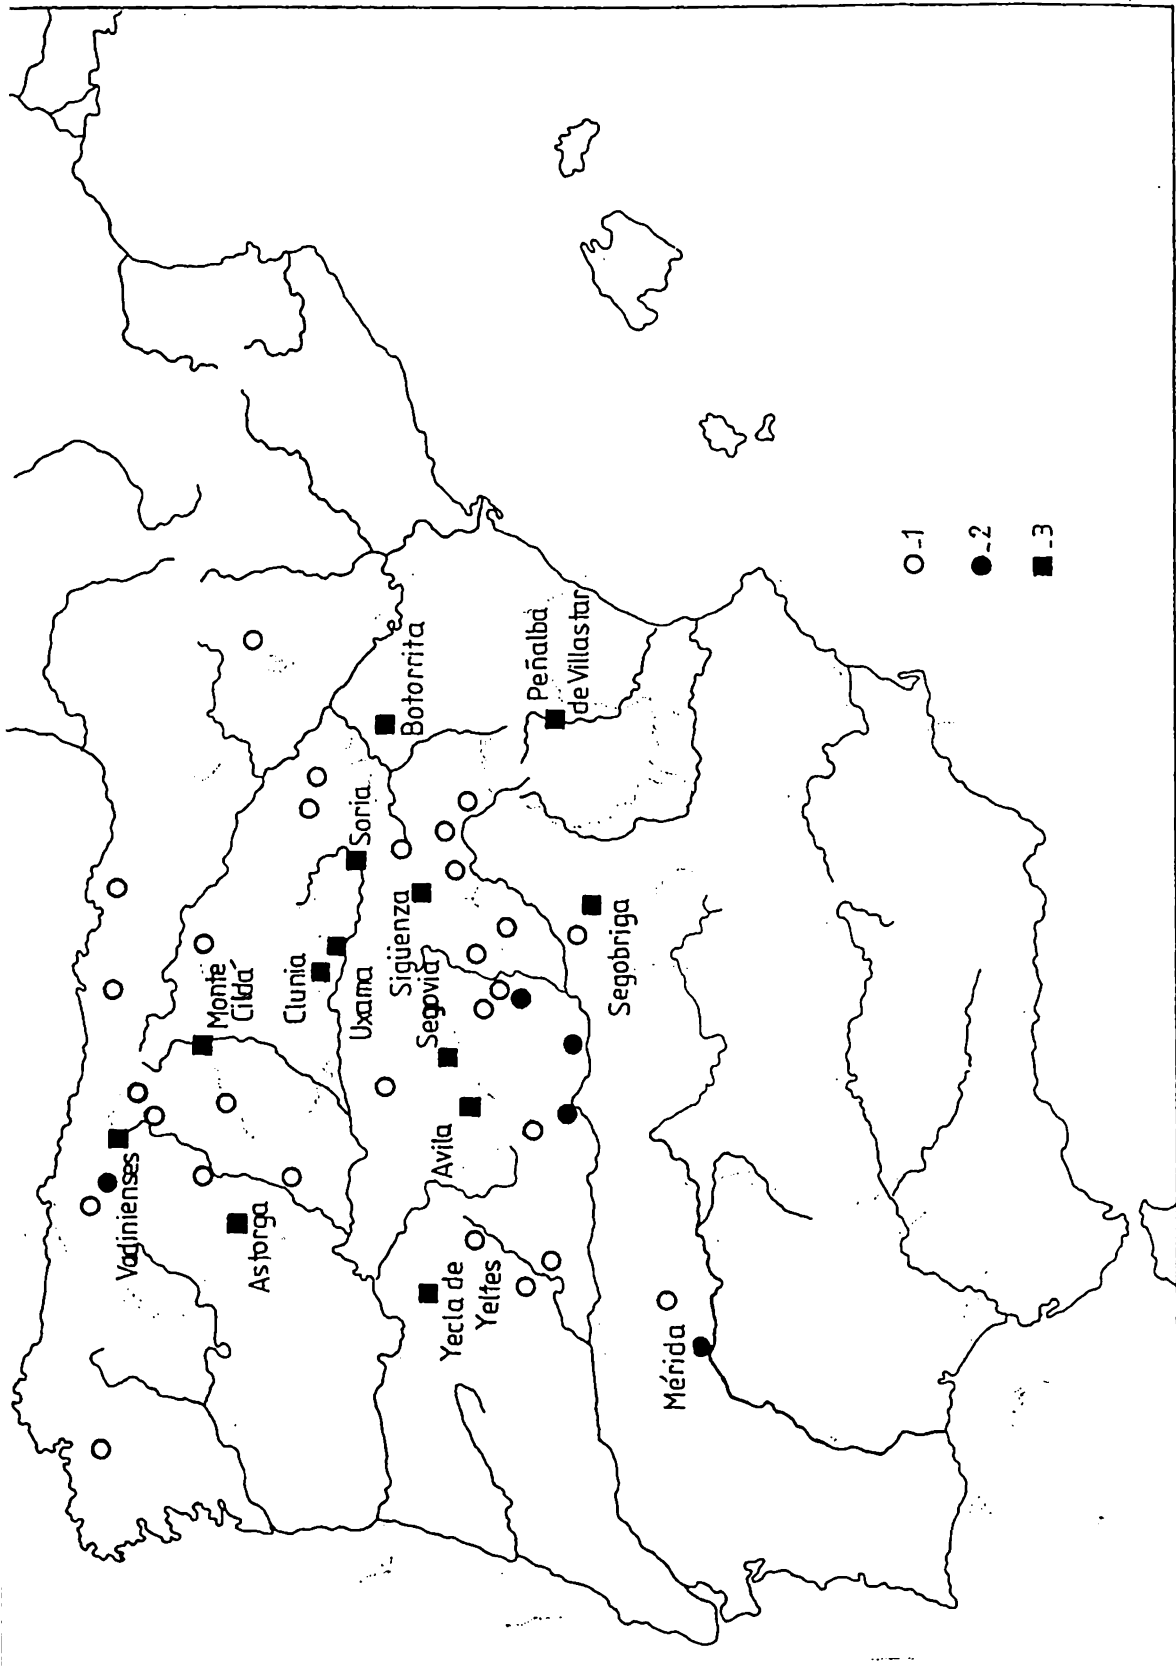 Vadinienses
Monte
Cildá
Astorga
Clunia
Uxama
Soria
Botorrita
Sigüenza
Segovia
Avila
Yecla de
Yeltes
Peñalba
de Villastar
Segobriga
Mérida
-1
-2
-3